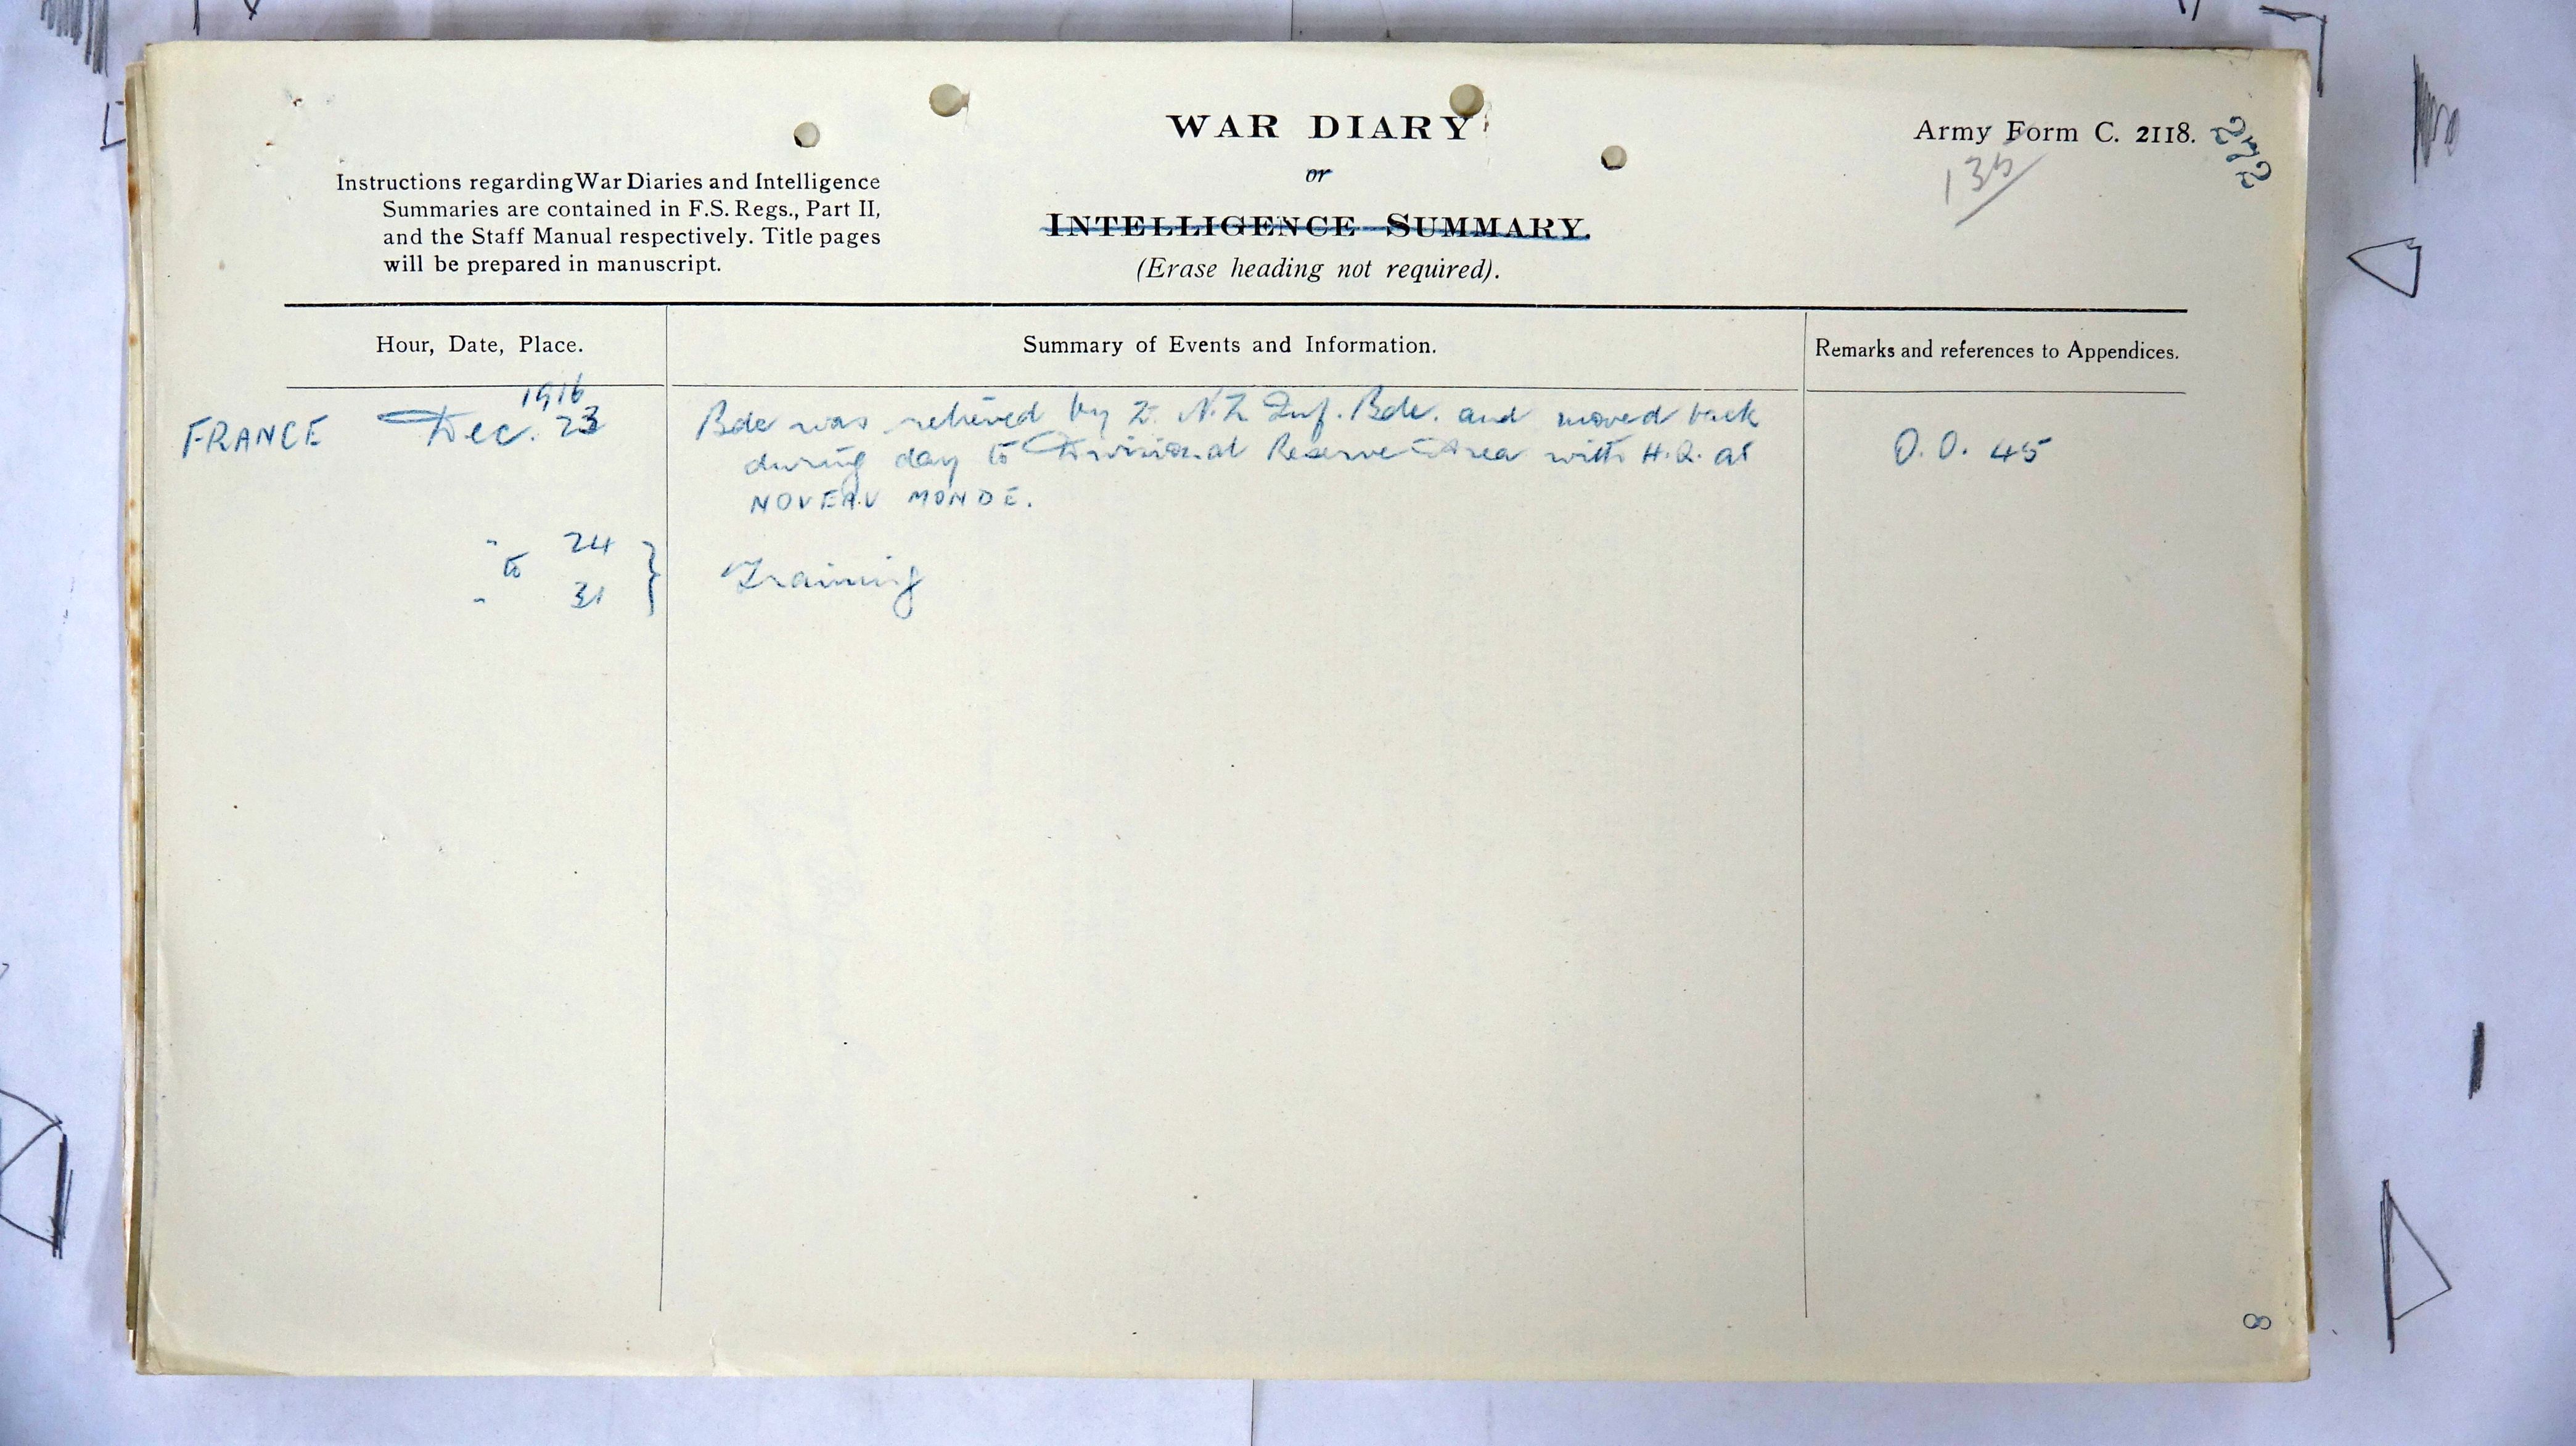 WAR DIARY
or
INTELLIGENCE SUMMARY.
(Erase heading not required).
Army Form C. 2118.
135
272
Instructions regarding War Diaries and Intelligence
Summaries are contained in F.S. Regs., Part II,
and the Staff Manual respectively. Title pages
will be prepared in manuscript.
Hour, Date, Place.
Summary of Events and Information.
Remarks and references to Appendices.
1916
FRANCE Dec. 23
Bde was relieved by 2. N.Z Inf. Bde. and moved back
during day to Divisional Reserve Area with H.Q. at
NOVEAU MONDE.
O.O. 45
" 24
to
" 31
Training
8